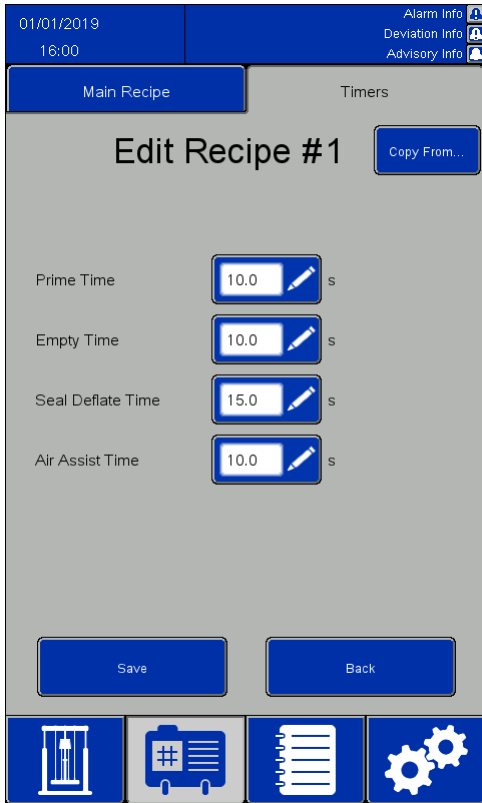 01/01/2019
16:00
Alarm Info
Deviation Info
Advisory Info
Main Recipe
Timers
Edit Recipe #1
Copy From...
Prime Time 10.0 s
Empty Time 10.0 s
Seal Deflate Time 15.0 s
Air Assist Time 10.0 s
Save
Back
#